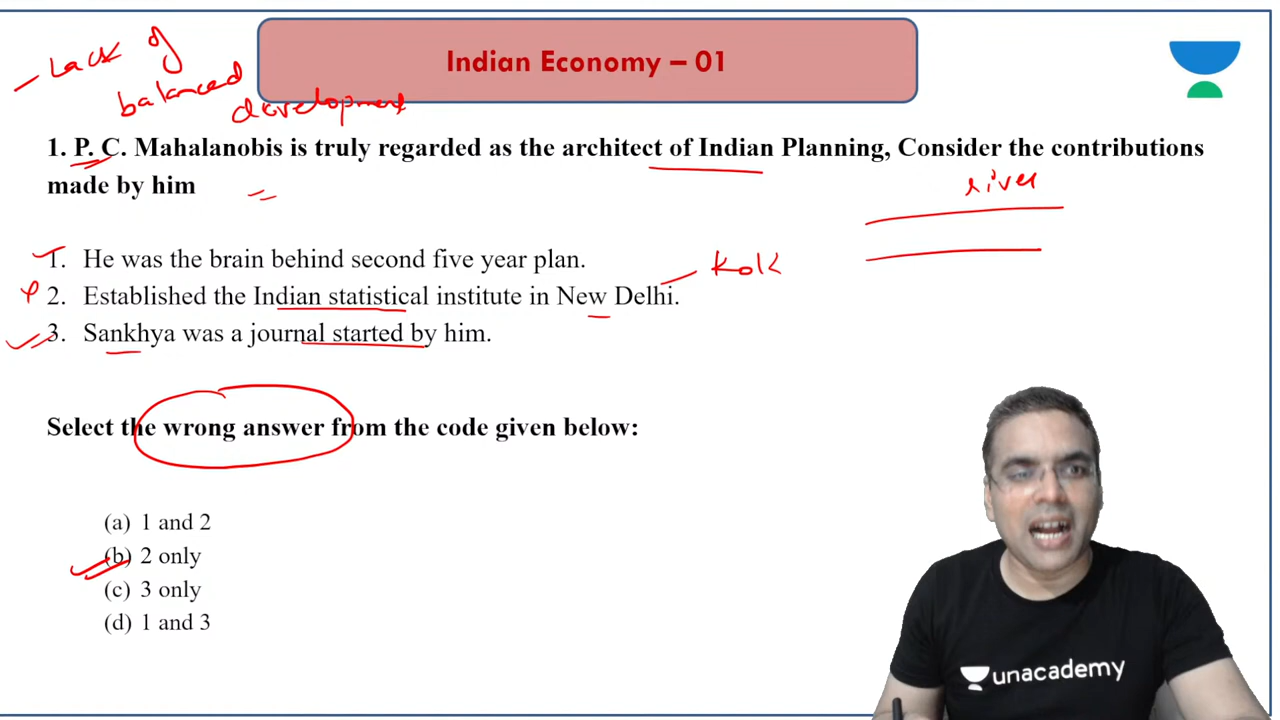 Lack of
balanced
development
Indian Economy – 01
1. P. C. Mahalanobis is truly regarded as the architect of Indian Planning, Consider the contributions
made by him
river
1. He was the brain behind second five year plan.
Kolk
2. Established the Indian statistical institute in New Delhi.
3. Sankhya was a journal started by him.
Select the wrong answer from the code given below:
(a) 1 and 2
(b) 2 only
(c) 3 only
(d) 1 and 3
unacademy